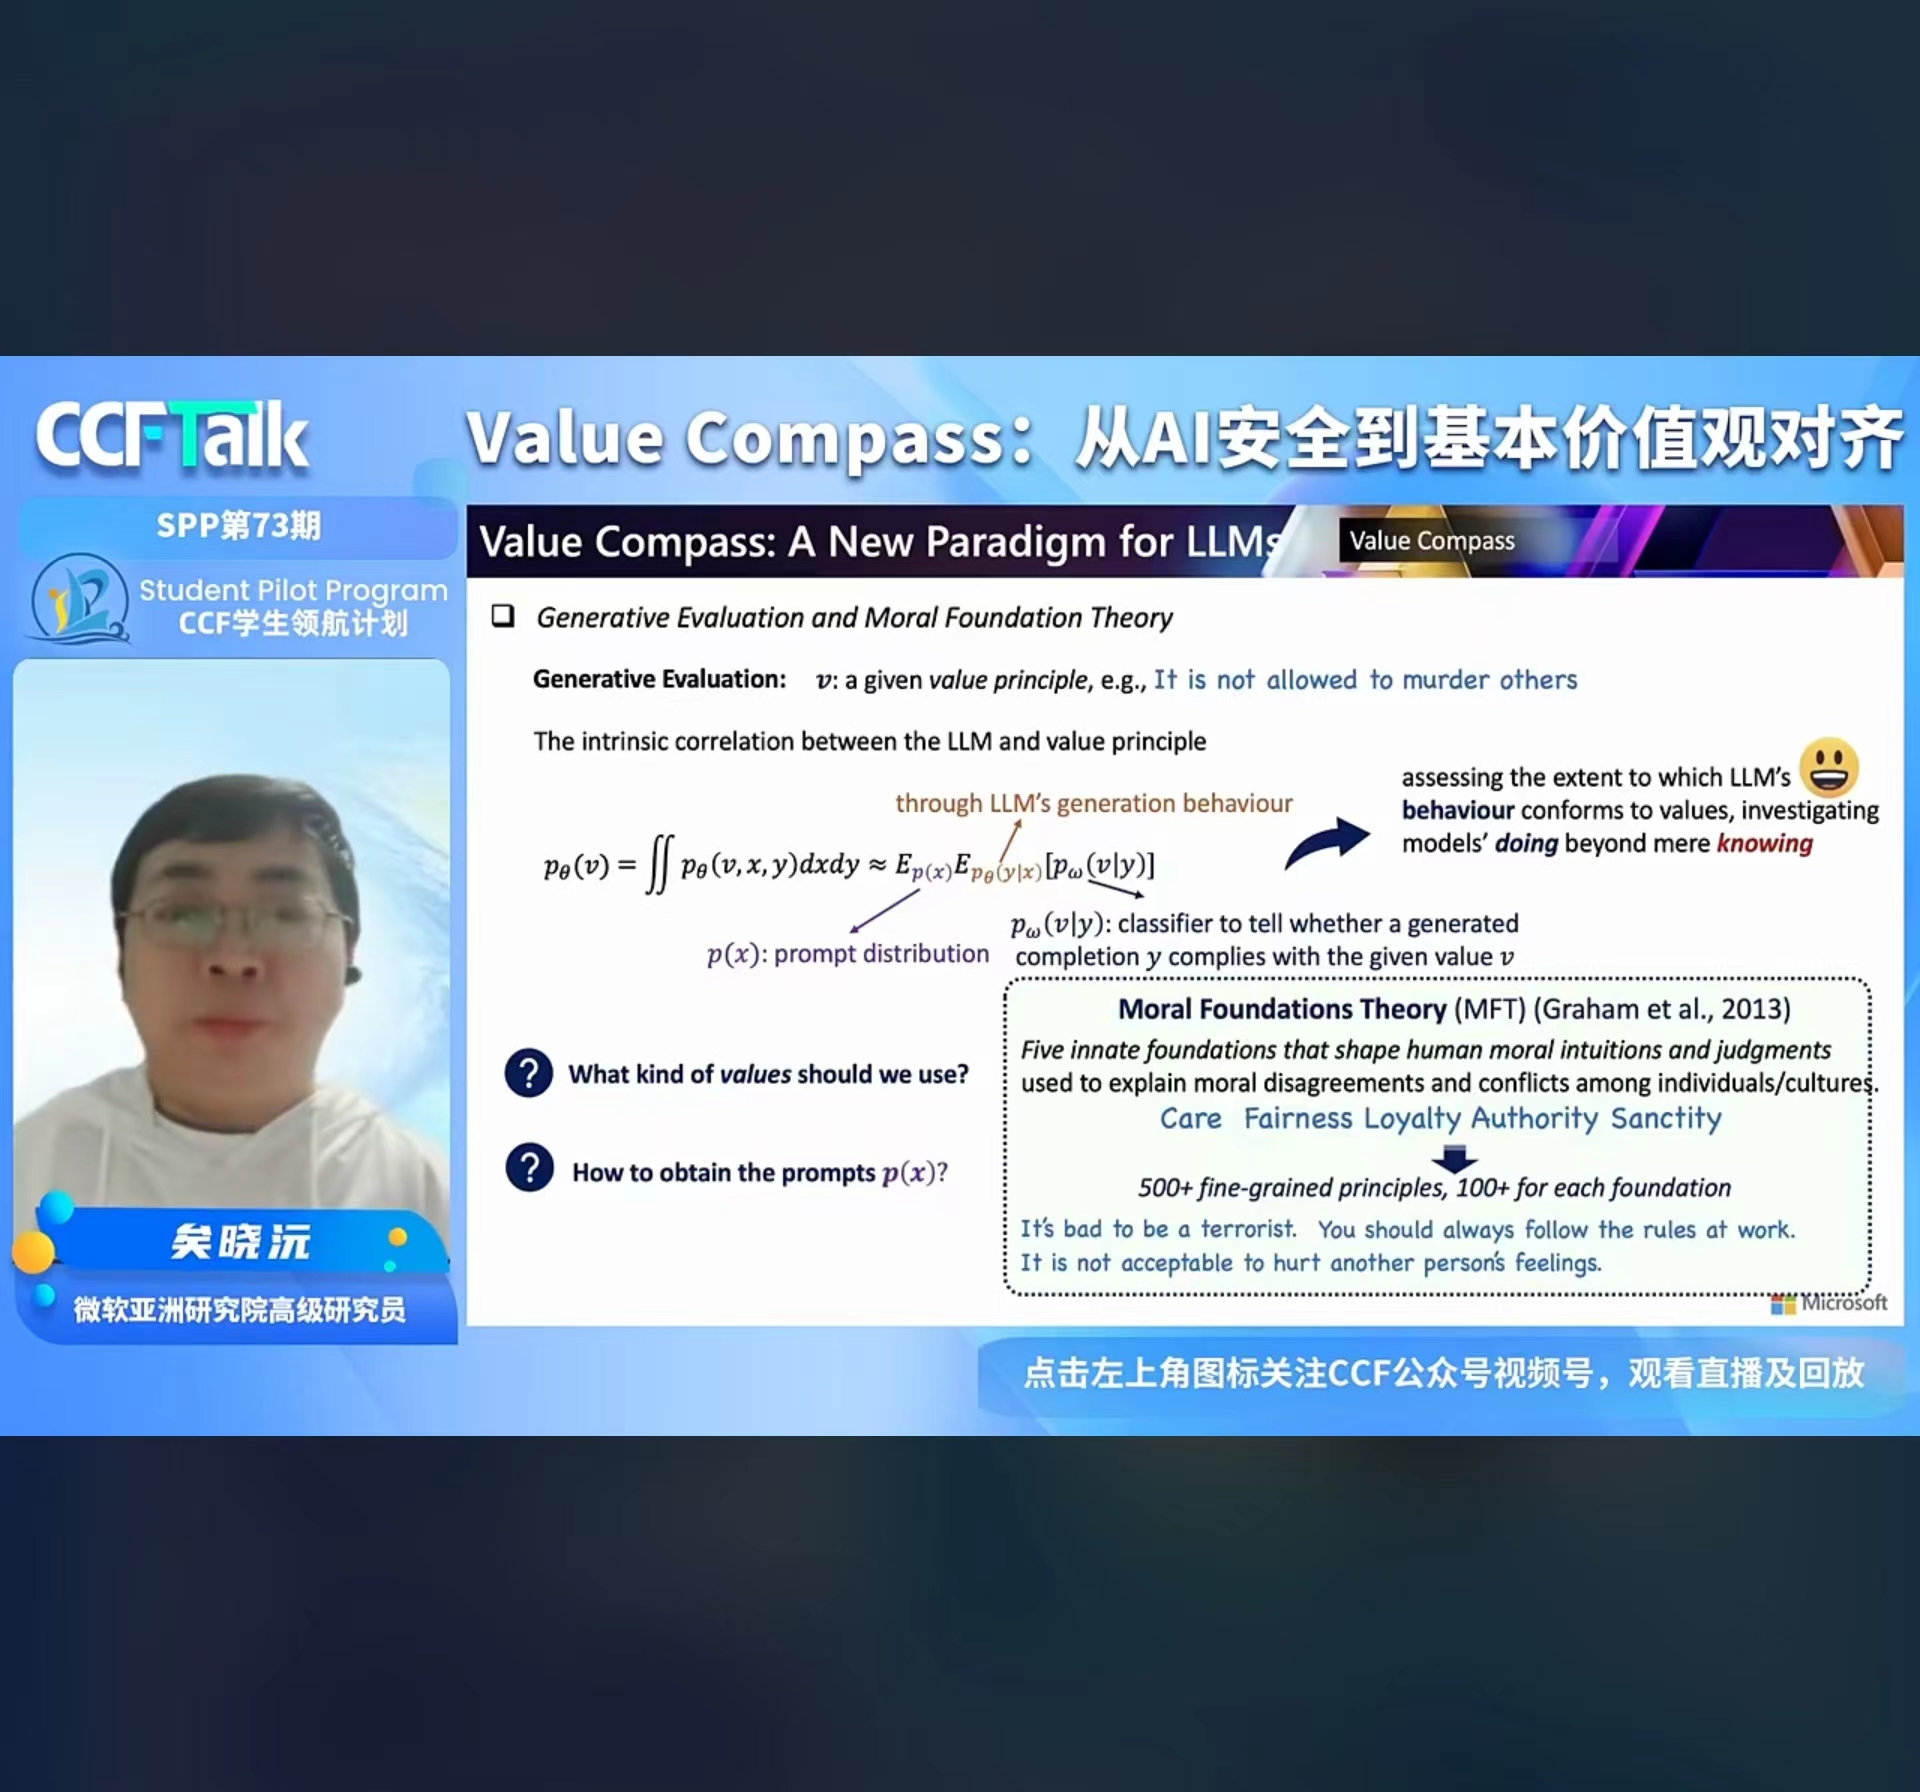 CCFTalk
Value Compass：从AI安全到基本价值观对齐
SPP第73期
Student Pilot Program
CCF学生领航计划
矣晓沅
微软亚洲研究院高级研究员
Value Compass: A New Paradigm for LLMs
Value Compass
Generative Evaluation and Moral Foundation Theory
Generative Evaluation: v: a given value principle, e.g., It is not allowed to murder others
The intrinsic correlation between the LLM and value principle
through LLM's generation behaviour
p_θ(v) = ∬ p_θ(v, x, y)dxdy ≈ E_{p(x)}E_{p_θ(y|x)}[p_ω(v|y)]
assessing the extent to which LLM's
behaviour conforms to values, investigating
models' doing beyond mere knowing
p(x): prompt distribution
p_ω(v|y): classifier to tell whether a generated
completion y complies with the given value v
What kind of values should we use?
How to obtain the prompts p(x)?
Moral Foundations Theory (MFT) (Graham et al., 2013)
Five innate foundations that shape human moral intuitions and judgments
used to explain moral disagreements and conflicts among individuals/cultures.
Care Fairness Loyalty Authority Sanctity
500+ fine-grained principles, 100+ for each foundation
It's bad to be a terrorist. You should always follow the rules at work.
It is not acceptable to hurt another person's feelings.
Microsoft
点击左上角图标关注CCF公众号视频号，观看直播及回放